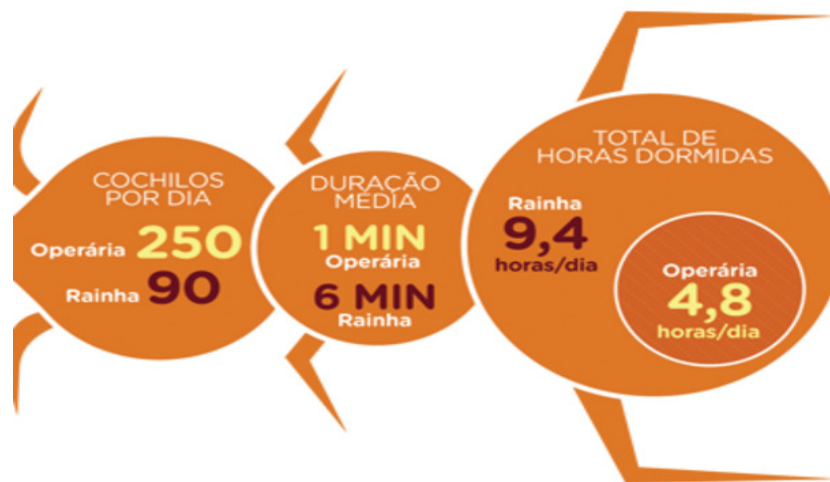 COCHILOS
POR DIA
Operária 250
Rainha 90
DURAÇÃO
MÉDIA
1 MIN
Operária
6 MIN
Rainha
TOTAL DE
HORAS DORMIDAS
Rainha
9,4
horas/dia
Operária
4,8
horas/dia